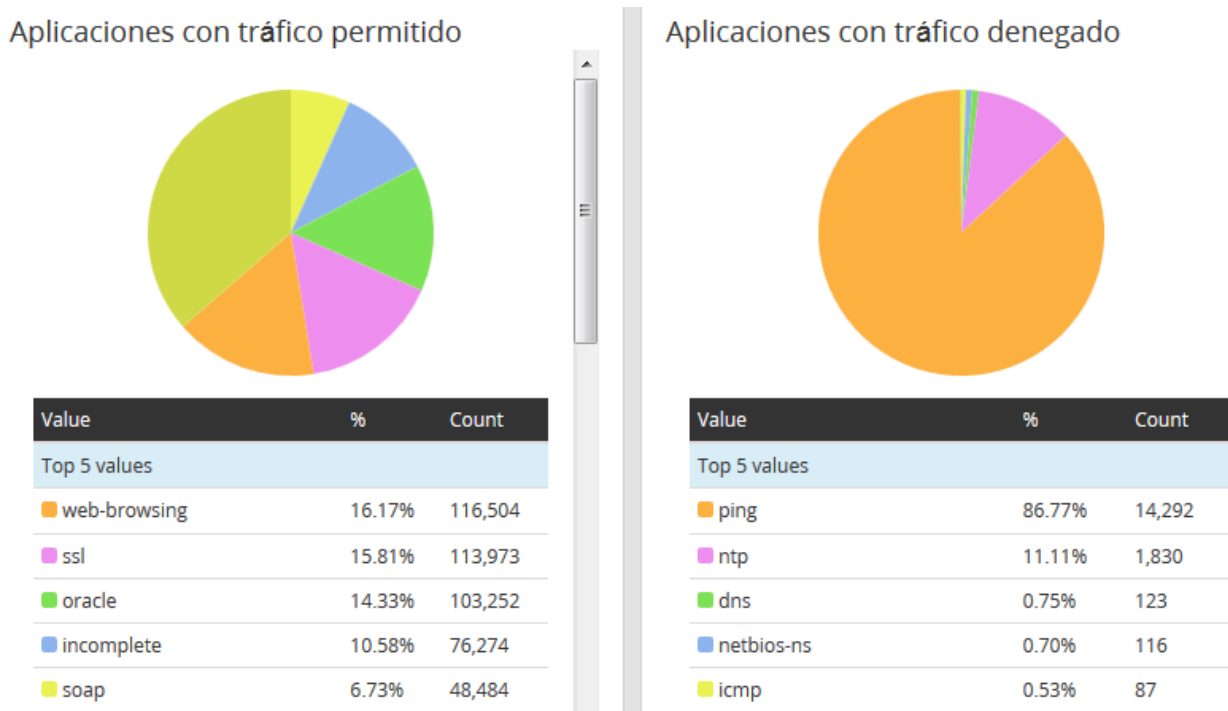 Aplicaciones con tráfico permitido
Value % Count
Top 5 values
web-browsing 16.17% 116,504
ssl 15.81% 113,973
oracle 14.33% 103,252
incomplete 10.58% 76,274
soap 6.73% 48,484
Aplicaciones con tráfico denegado
Value % Count
Top 5 values
ping 86.77% 14,292
ntp 11.11% 1,830
dns 0.75% 123
netbios-ns 0.70% 116
icmp 0.53% 87